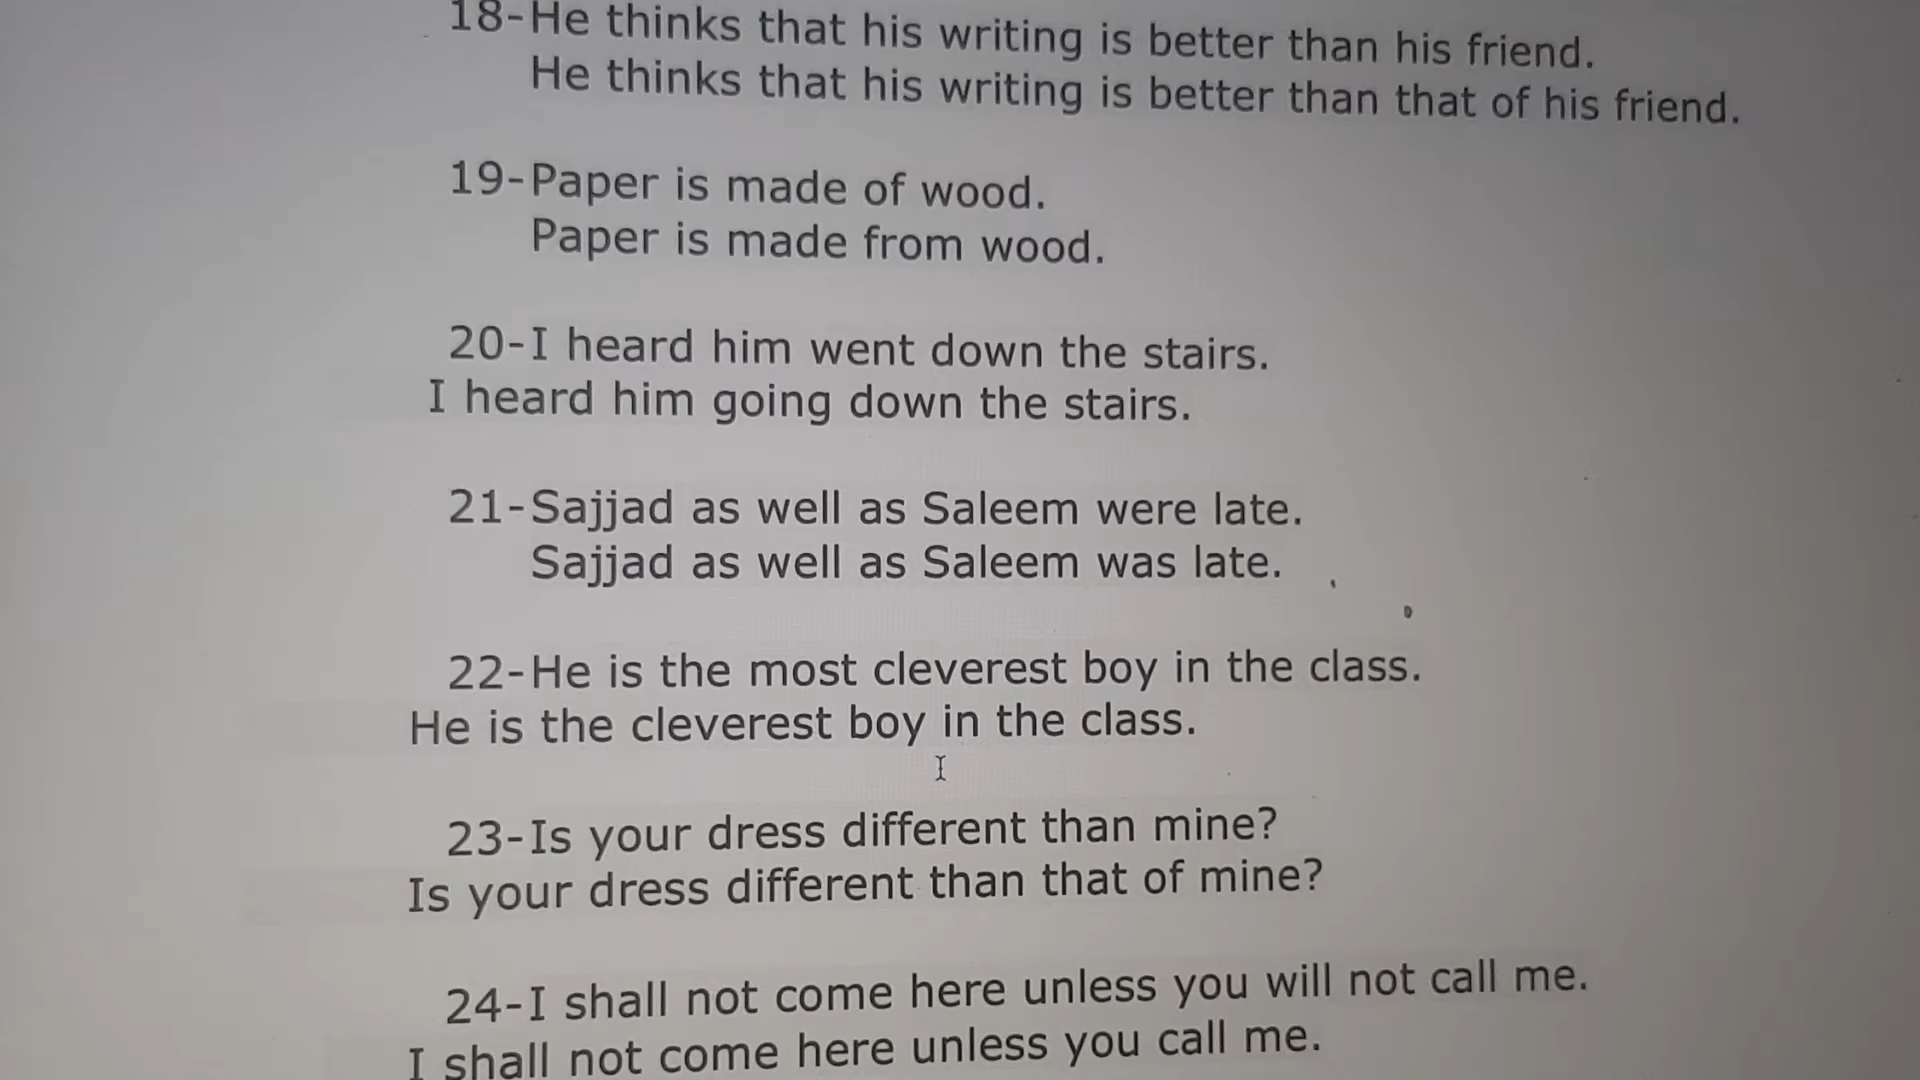 18-He thinks that his writing is better than his friend.
He thinks that his writing is better than that of his friend.
19-Paper is made of wood.
Paper is made from wood.
20-I heard him went down the stairs.
I heard him going down the stairs.
21-Sajjad as well as Saleem were late.
Sajjad as well as Saleem was late.
22-He is the most cleverest boy in the class.
He is the cleverest boy in the class.
23-Is your dress different than mine?
Is your dress different than that of mine?
24-I shall not come here unless you will not call me.
I shall not come here unless you call me.